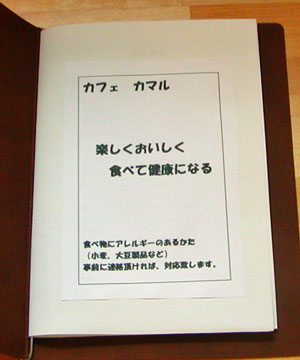 カフェ　カマル
楽しくおいしく
食べて健康になる
食べ物にアレルギーのあるかた
（小麦、大豆製品など）
事前に連絡頂ければ、対応致します。